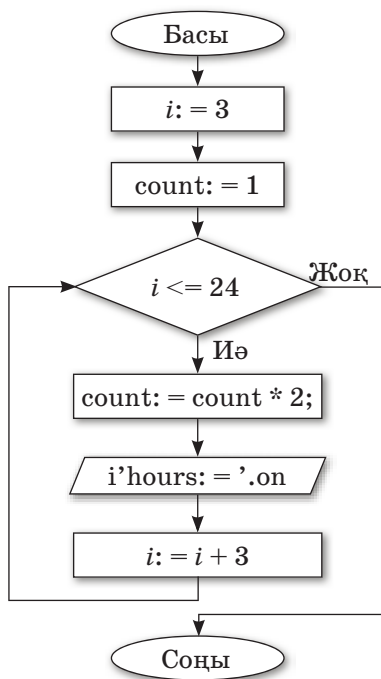 Басы
i: = 3
count: = 1
i <= 24
Жоқ
Иә
count: = count * 2;
i’hours: = ’.on
i: = i + 3
Соңы